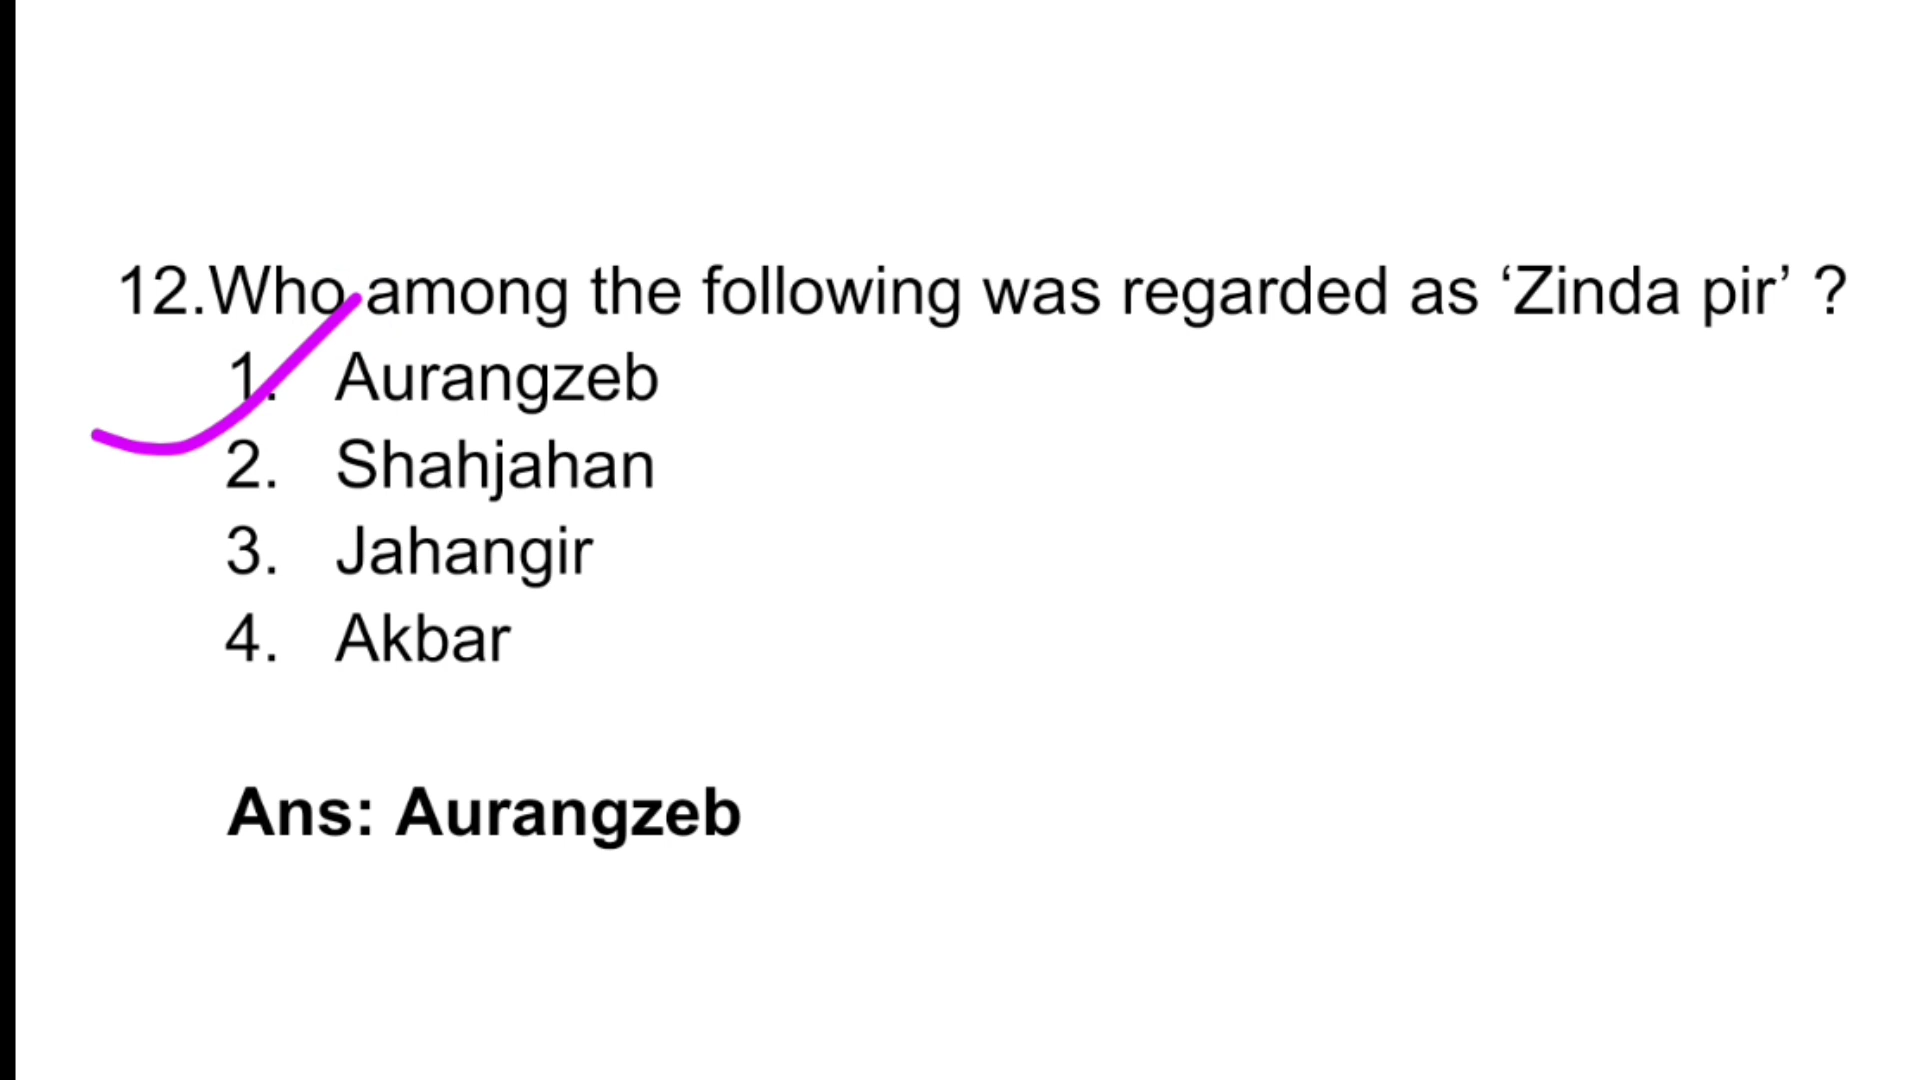 12.Who among the following was regarded as ‘Zinda pir’ ?
1. Aurangzeb
2. Shahjahan
3. Jahangir
4. Akbar
Ans: Aurangzeb